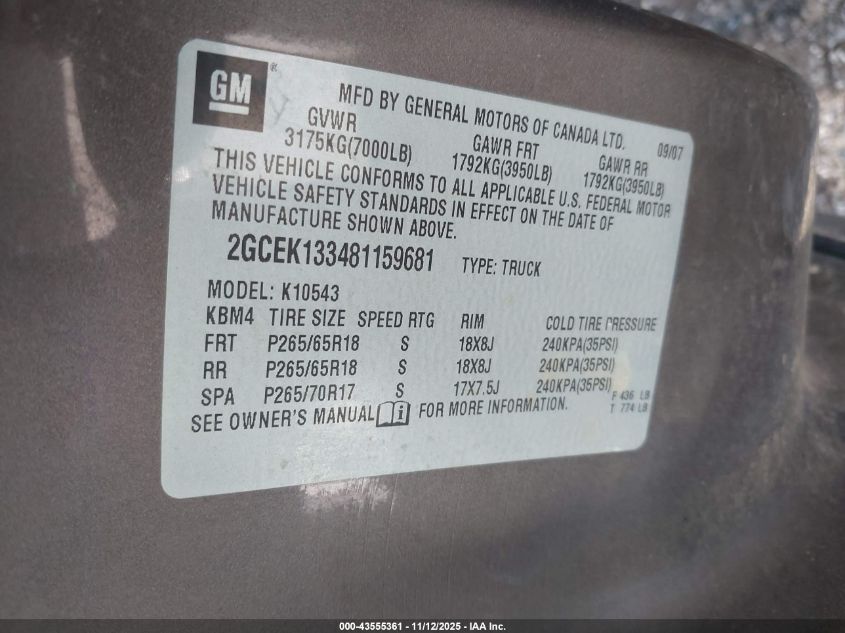 GM ®
MFD BY GENERAL MOTORS OF CANADA LTD.
GVWR GAWR FRT GAWR RR 09/07
3175KG(7000LB) 1792KG(3950LB) 1792KG(3950LB)
THIS VEHICLE CONFORMS TO ALL APPLICABLE U.S. FEDERAL MOTOR
VEHICLE SAFETY STANDARDS IN EFFECT ON THE DATE OF
MANUFACTURE SHOWN ABOVE.
2GCEK133481159681 TYPE: TRUCK
MODEL: K10543
KBM4 TIRE SIZE SPEED RTG RIM COLD TIRE PRESSURE
FRT P265/65R18 S 18X8J 240KPA(35PSI)
RR P265/65R18 S 18X8J 240KPA(35PSI)
SPA P265/70R17 S 17X7.5J 240KPA(35PSI)
F 436 LB
T 774 LB
SEE OWNER'S MANUAL i FOR MORE INFORMATION.
000-43555361 - 11/12/2025 - IAA Inc.